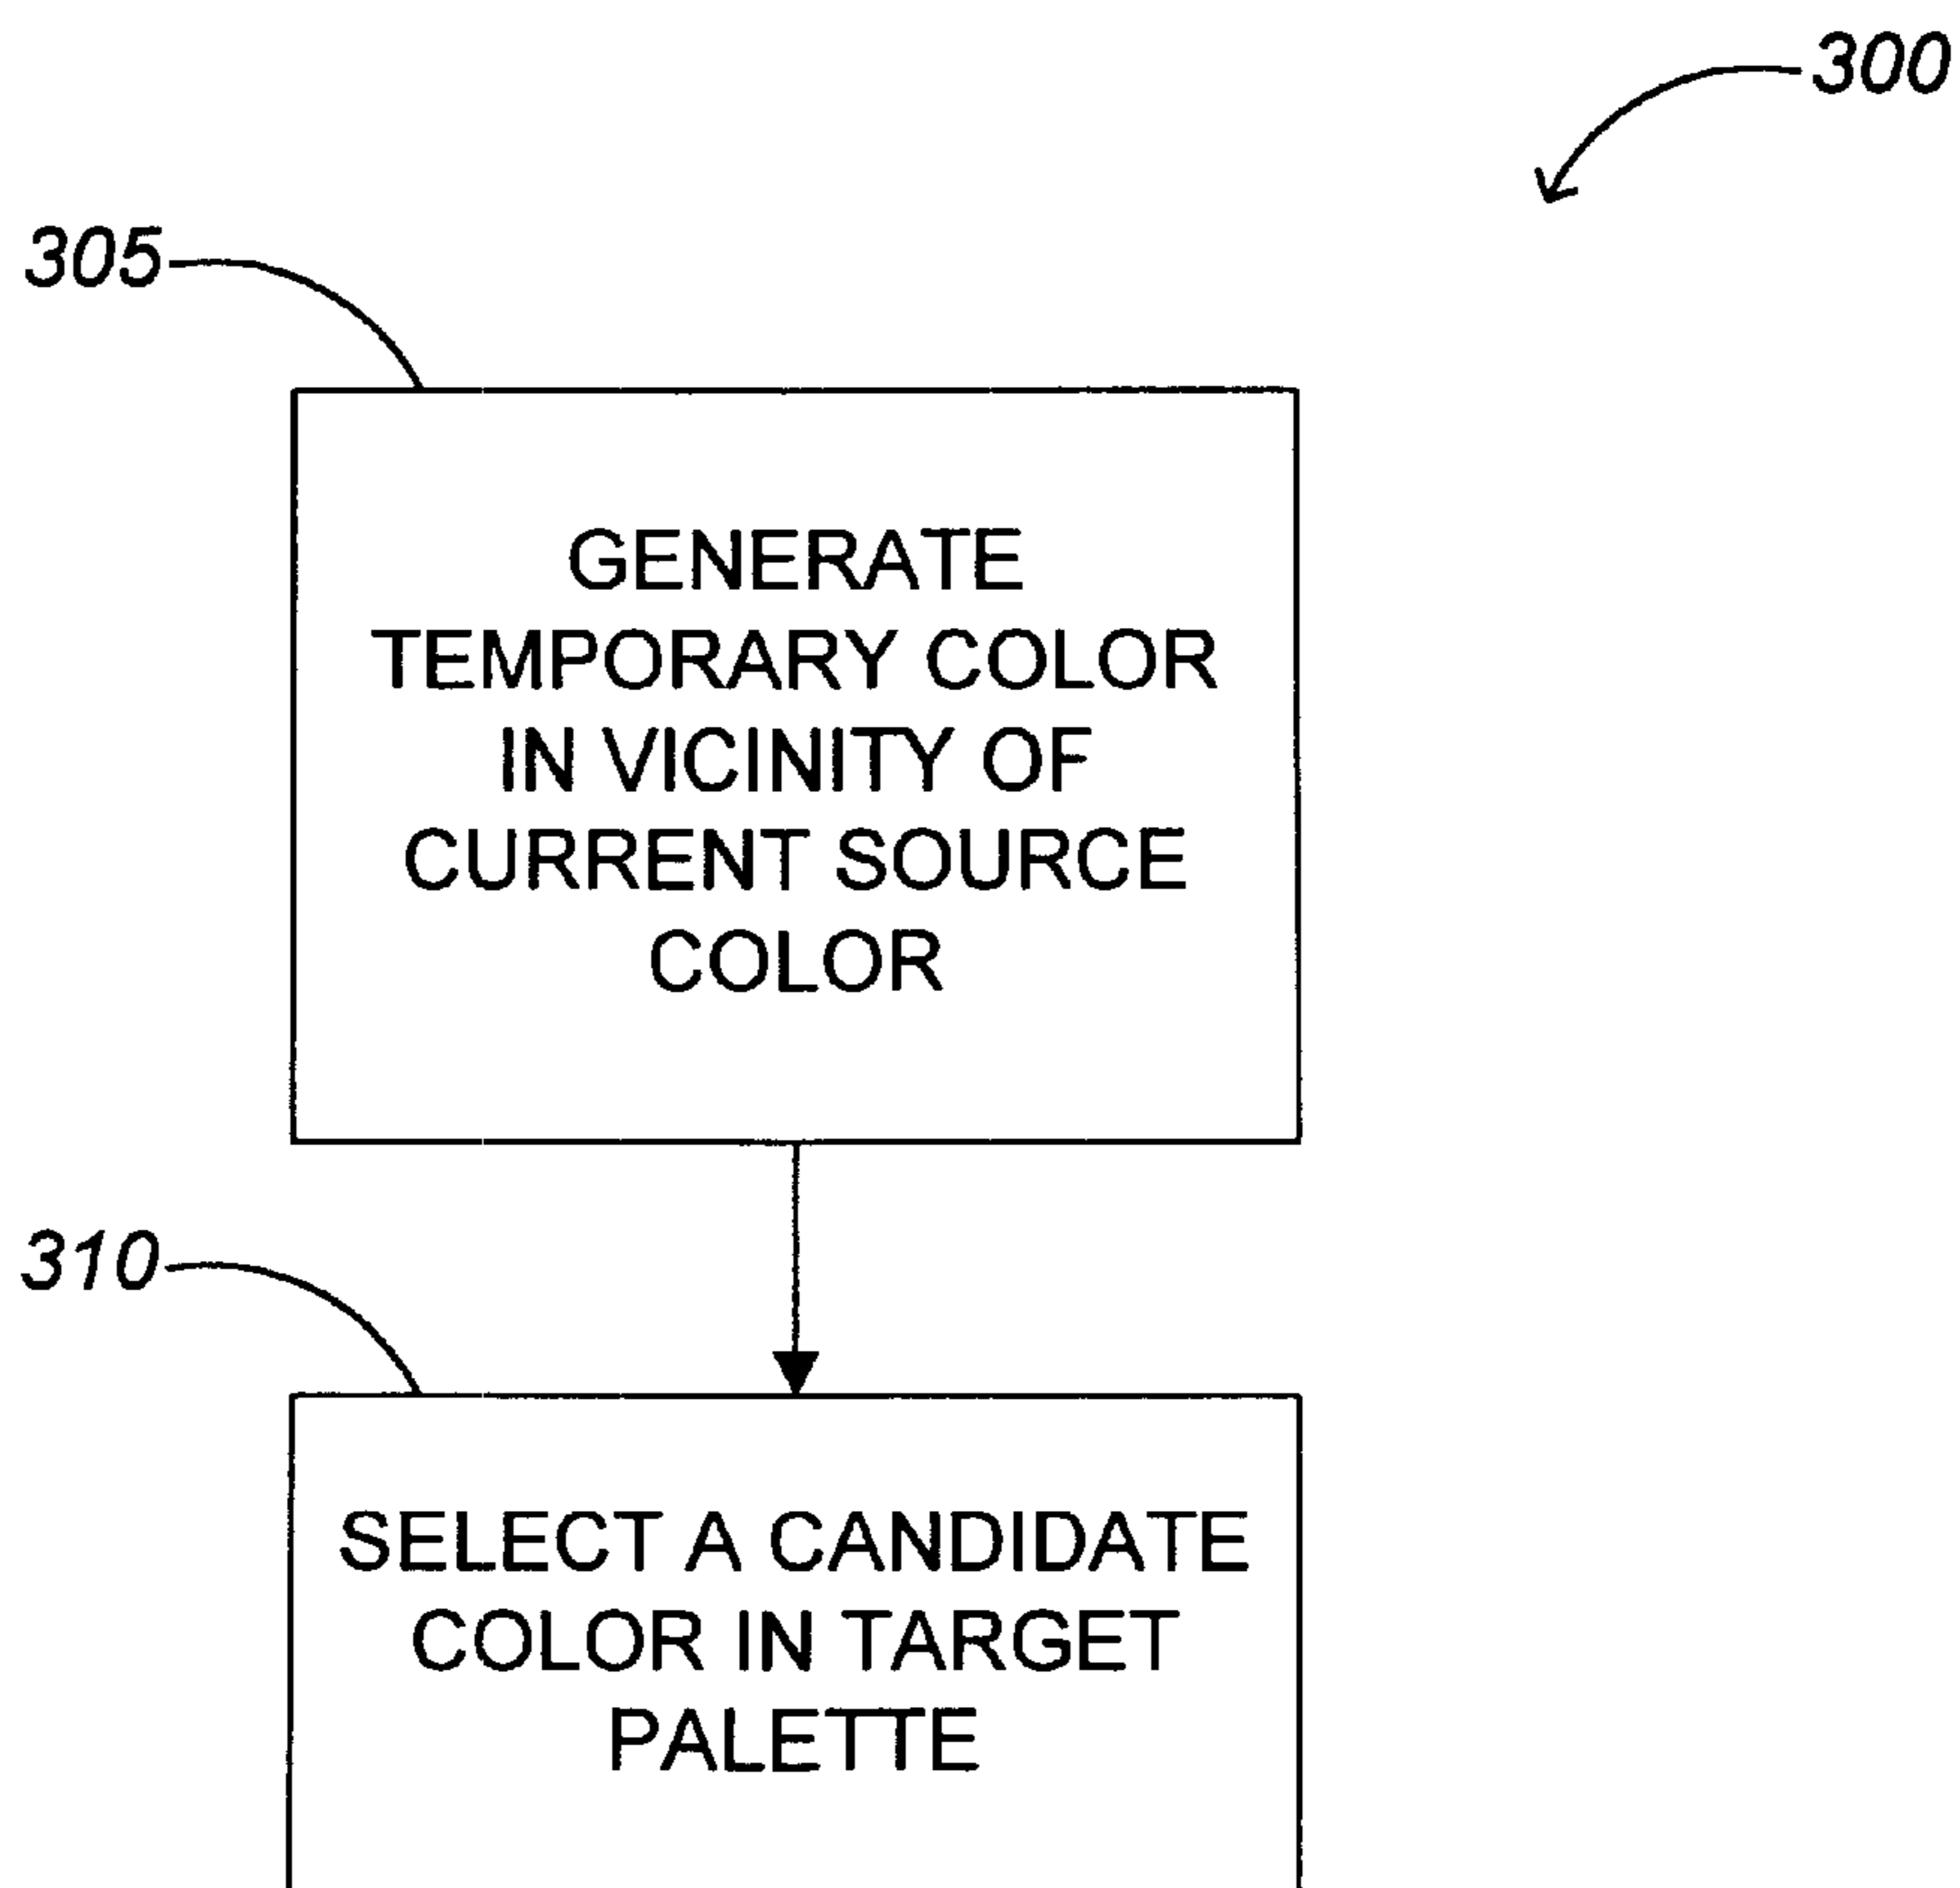 300
305
GENERATE
TEMPORARY COLOR
IN VICINITY OF
CURRENT SOURCE
COLOR
310
SELECT A CANDIDATE
COLOR IN TARGET
PALETTE